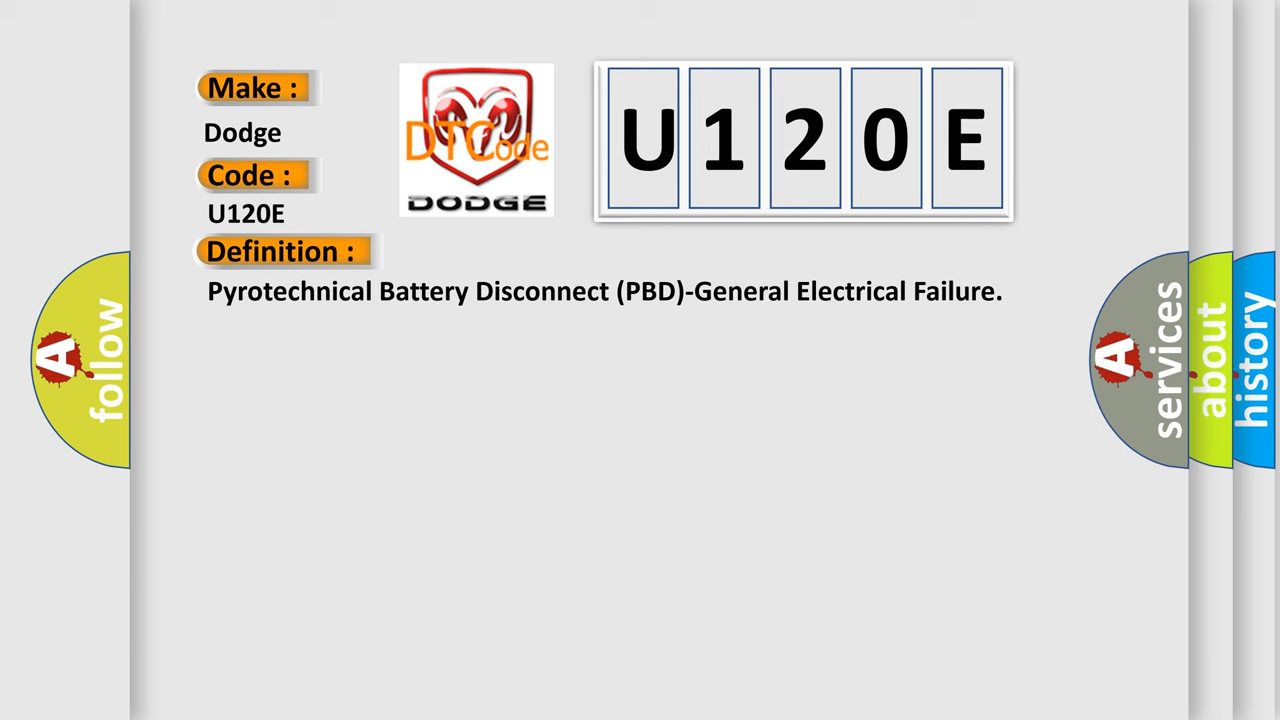 Make :
Dodge
Code :
U120E
Definition :
Pyrotechnical Battery Disconnect (PBD)-General Electrical Failure.
DTCode
DODGE
U120E
A
follow
A
services
about
history